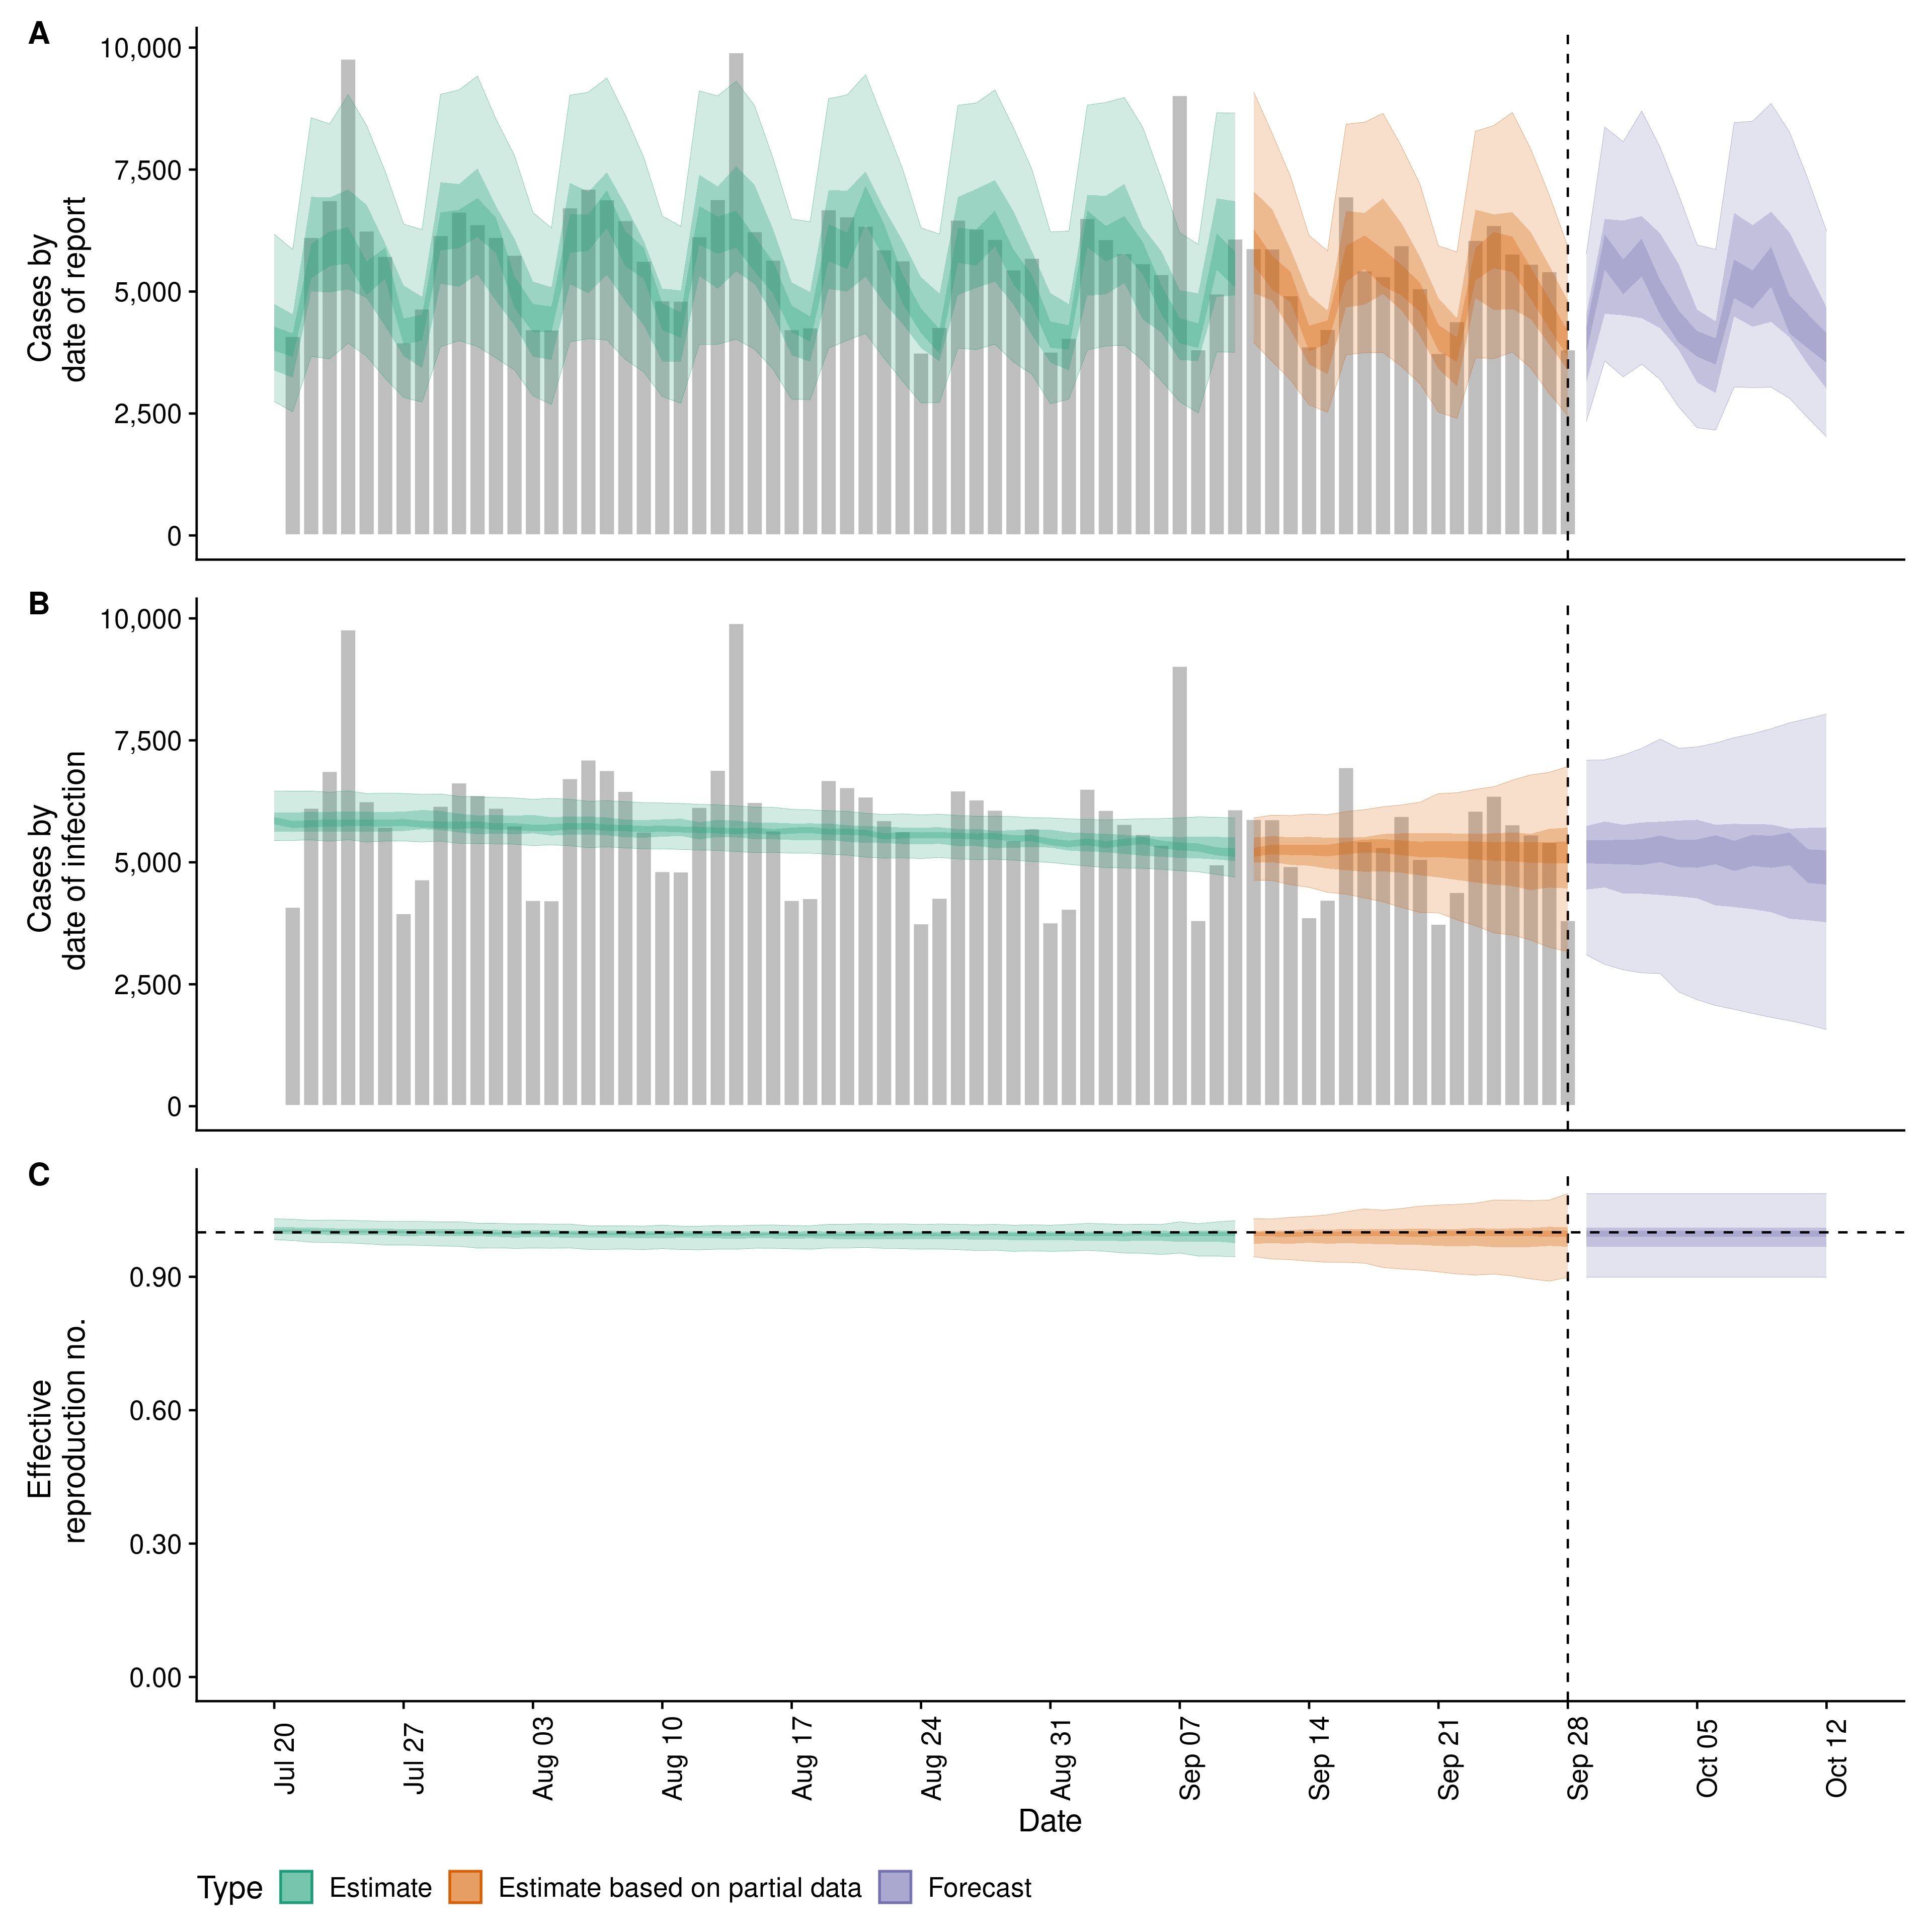 A
10,000
7,500
5,000
2,500
0
Cases by
date of report
B
10,000
7,500
5,000
2,500
0
Cases by
date of infection
C
0.90
0.60
0.30
0.00
Effective
reproduction no.
Jul 20
Jul 27
Aug 03
Aug 10
Aug 17
Aug 24
Aug 31
Sep 07
Sep 14
Sep 21
Sep 28
Oct 05
Oct 12
Date
Type Estimate Estimate based on partial data Forecast